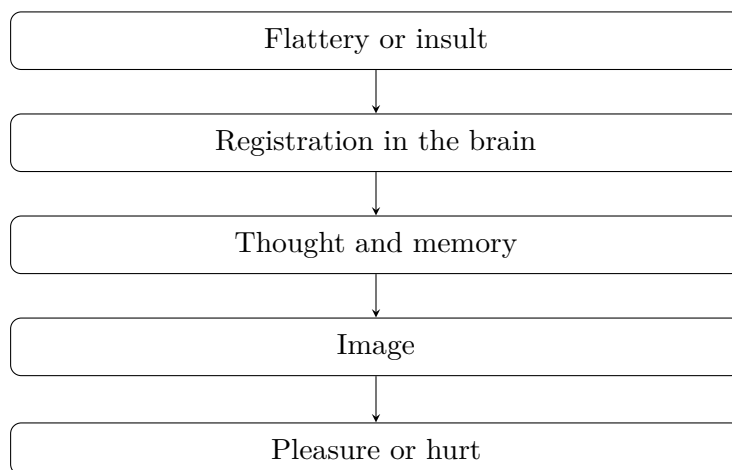 Flattery or insult
Registration in the brain
Thought and memory
Image
Pleasure or hurt